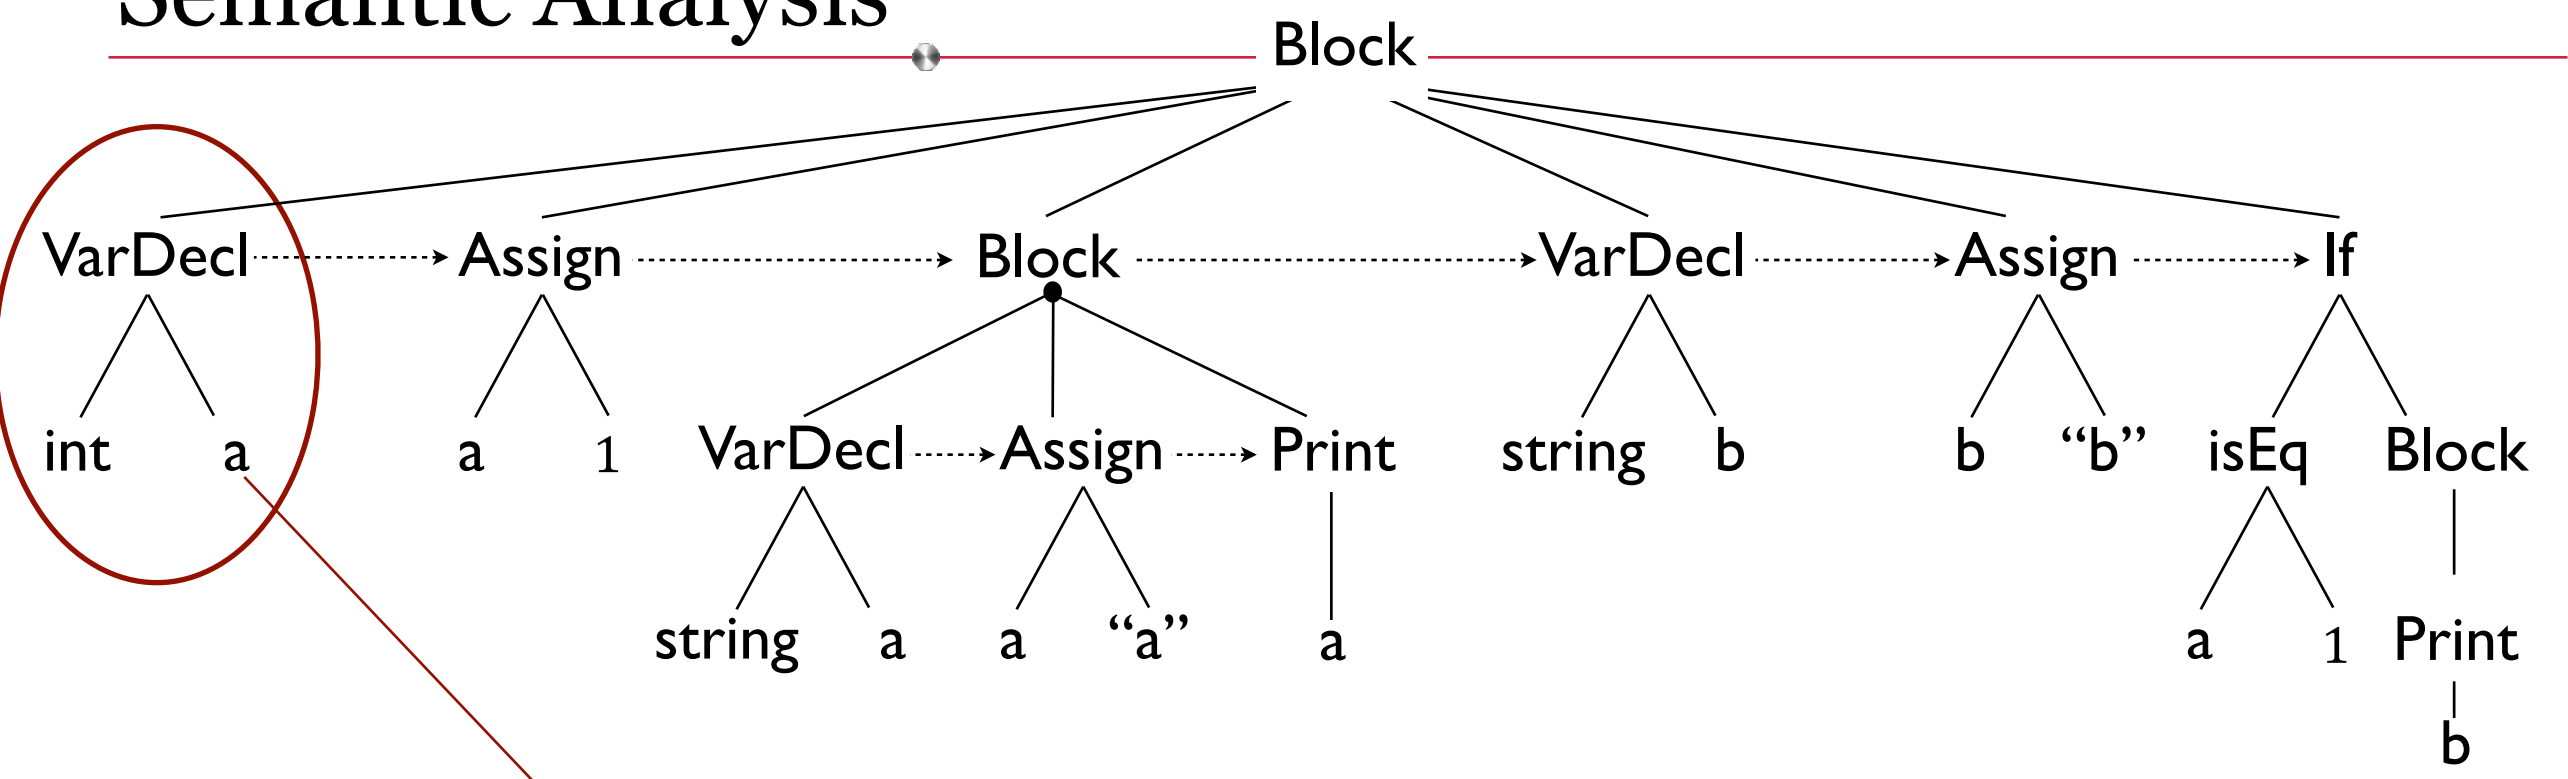 Semantic Analysis
Block
VarDecl Assign Block VarDecl Assign If
int a a 1 VarDecl Assign Print string b b “b” isEq Block
string a a “a” a a 1 Print
b